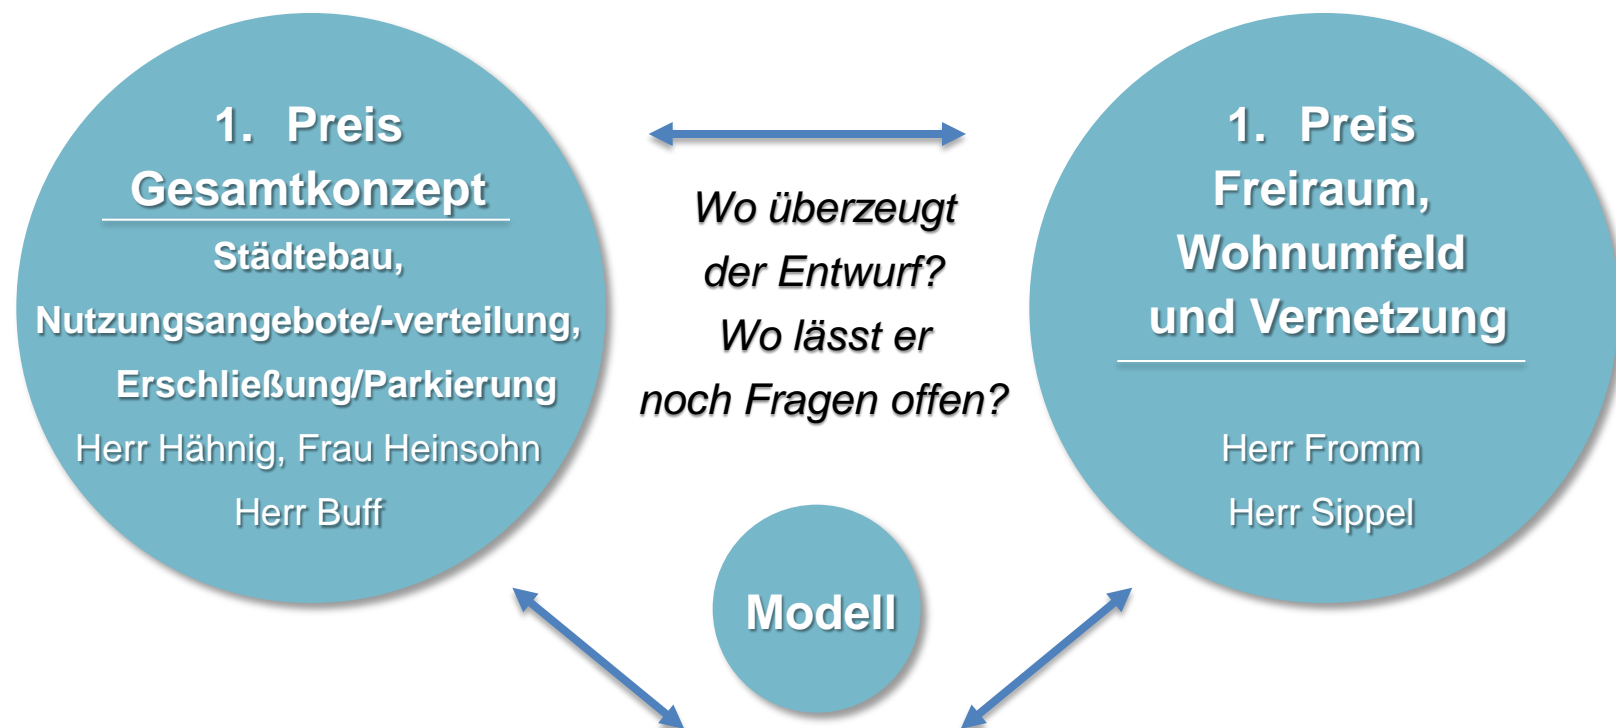 1. Preis
Gesamtkonzept
Städtebau,
Nutzungsangebote/-verteilung,
Erschließung/Parkierung
Herr Hähnig, Frau Heinsohn
Herr Buff
Wo überzeugt
der Entwurf?
Wo lässt er
noch Fragen offen?
Modell
1. Preis
Freiraum,
Wohnumfeld
und Vernetzung
Herr Fromm
Herr Sippel